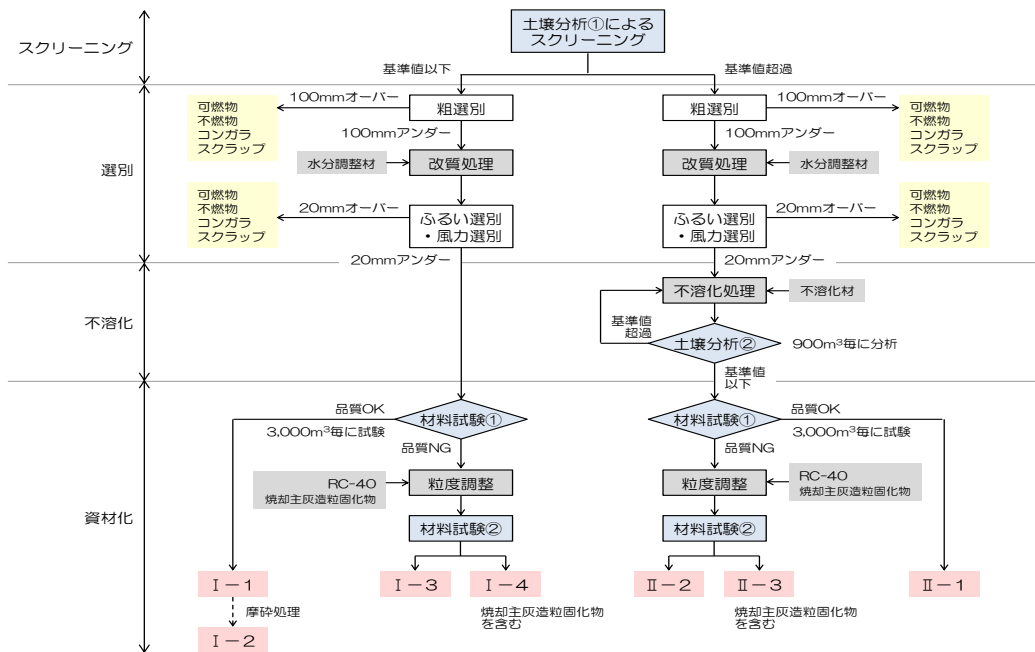 土壌分析①による
スクリーニング
スクリーニング
基準値以下
基準値超過
100mmオーバー
粗選別
粗選別
100mmオーバー
可燃物
不燃物
コンガラ
スクラップ
可燃物
不燃物
コンガラ
スクラップ
100mmアンダー
100mmアンダー
選別
水分調整材
改質処理
改質処理
水分調整材
可燃物
不燃物
コンガラ
スクラップ
20mmオーバー
ふるい選別
・風力選別
ふるい選別
・風力選別
20mmオーバー
可燃物
不燃物
コンガラ
スクラップ
20mmアンダー
20mmアンダー
不溶化
不溶化処理
不溶化材
基準値
超過
土壌分析②
900m³毎に分析
基準値
以下
品質OK
材料試験①
材料試験①
品質OK
3,000m³毎に試験
3,000m³毎に試験
品質NG
品質NG
資材化
RC-40
焼却主灰造粒固化物
粒度調整
粒度調整
RC-40
焼却主灰造粒固化物
材料試験②
材料試験②
Ⅰ－1
Ⅰ－3
Ⅰ－4
Ⅱ－2
Ⅱ－3
Ⅱ－1
摩砕処理
焼却主灰造粒固化物
を含む
焼却主灰造粒固化物
を含む
Ⅰ－2